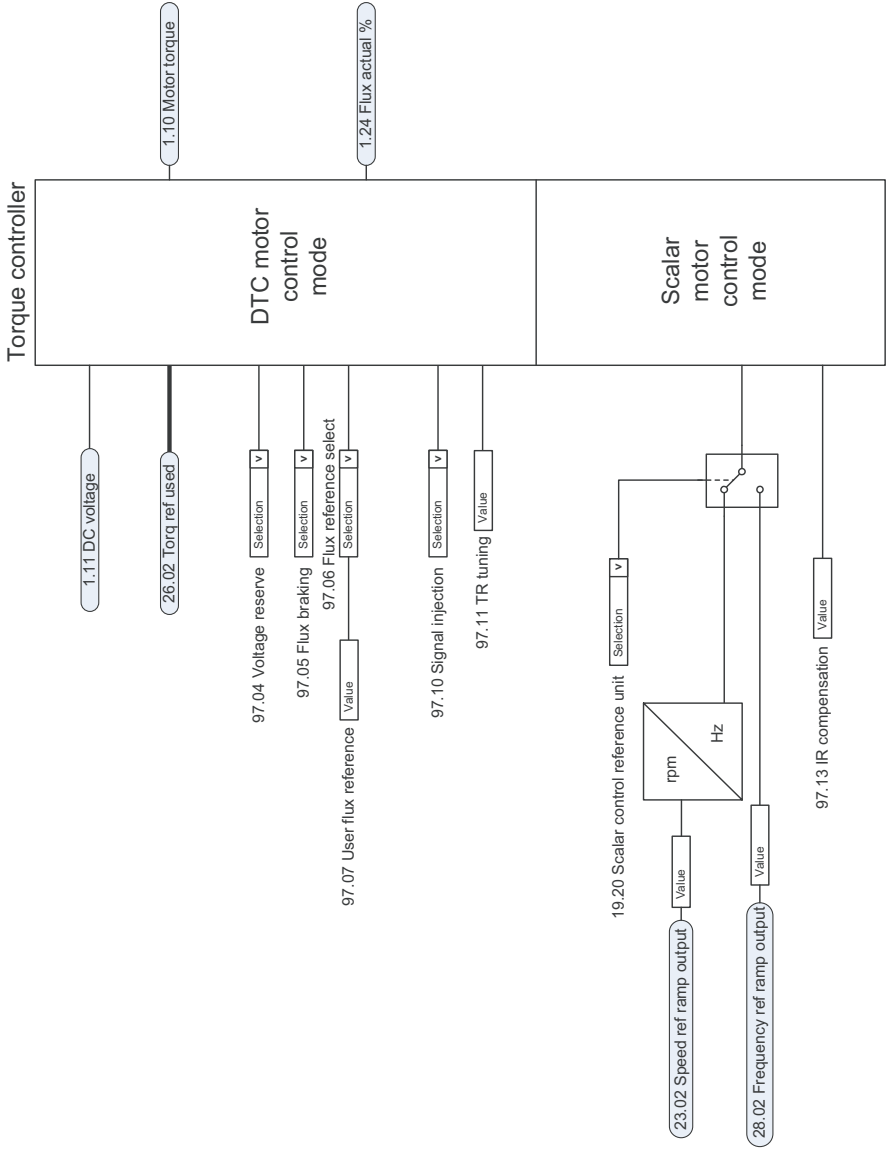 Torque controller
DTC motor
control
mode
Scalar
motor
control
mode
1.11 DC voltage
26.02 Torq ref used
97.04 Voltage reserve
Selection
v
97.05 Flux braking
Selection
v
97.06 Flux reference select
97.07 User flux reference
Value
Selection
v
97.10 Signal injection
Selection
v
97.11 TR tuning
Value
1.10 Motor torque
1.24 Flux actual %
19.20 Scalar control reference unit
Selection
v
23.02 Speed ref ramp output
Value
rpm
Hz
28.02 Frequency ref ramp output
Value
97.13 IR compensation
Value